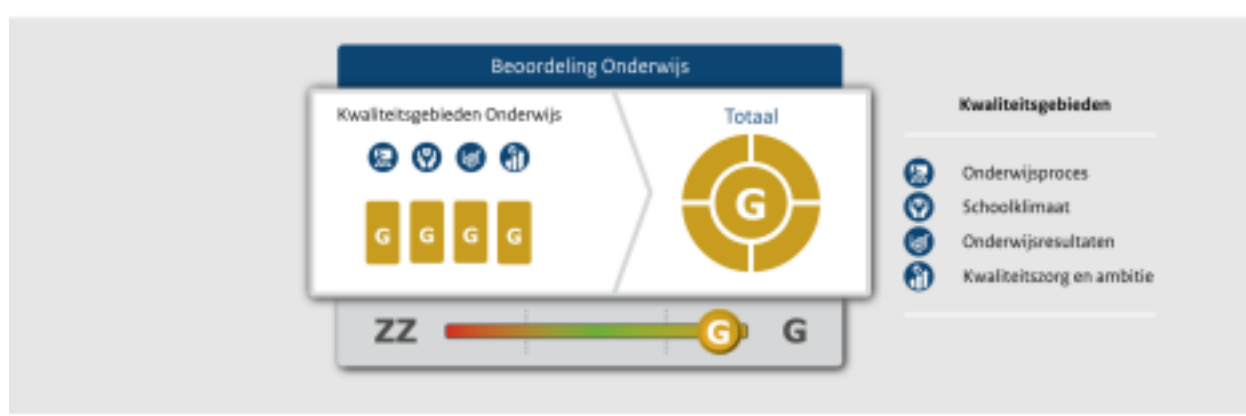 Beoordeling Onderwijs
Kwaliteitsgebieden Onderwijs
G G G G
Totaal
G
ZZ G G
Kwaliteitsgebieden
Onderwijsproces
Schoolklimaat
Onderwijsresultaten
Kwaliteitszorg en ambitie